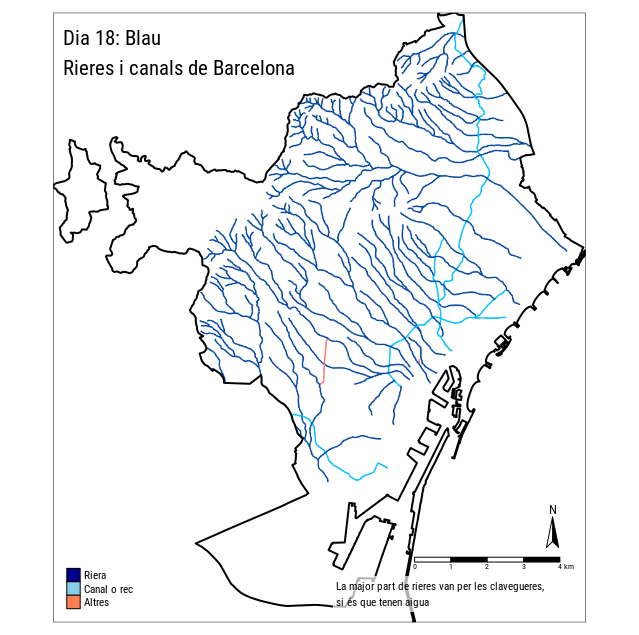 Dia 18: Blau
Rieres i canals de Barcelona
N
0 1 2 3 4 km
Riera
Canal o rec
Altres
La major part de rieres van per les clavegueres,
si és que tenen aigua